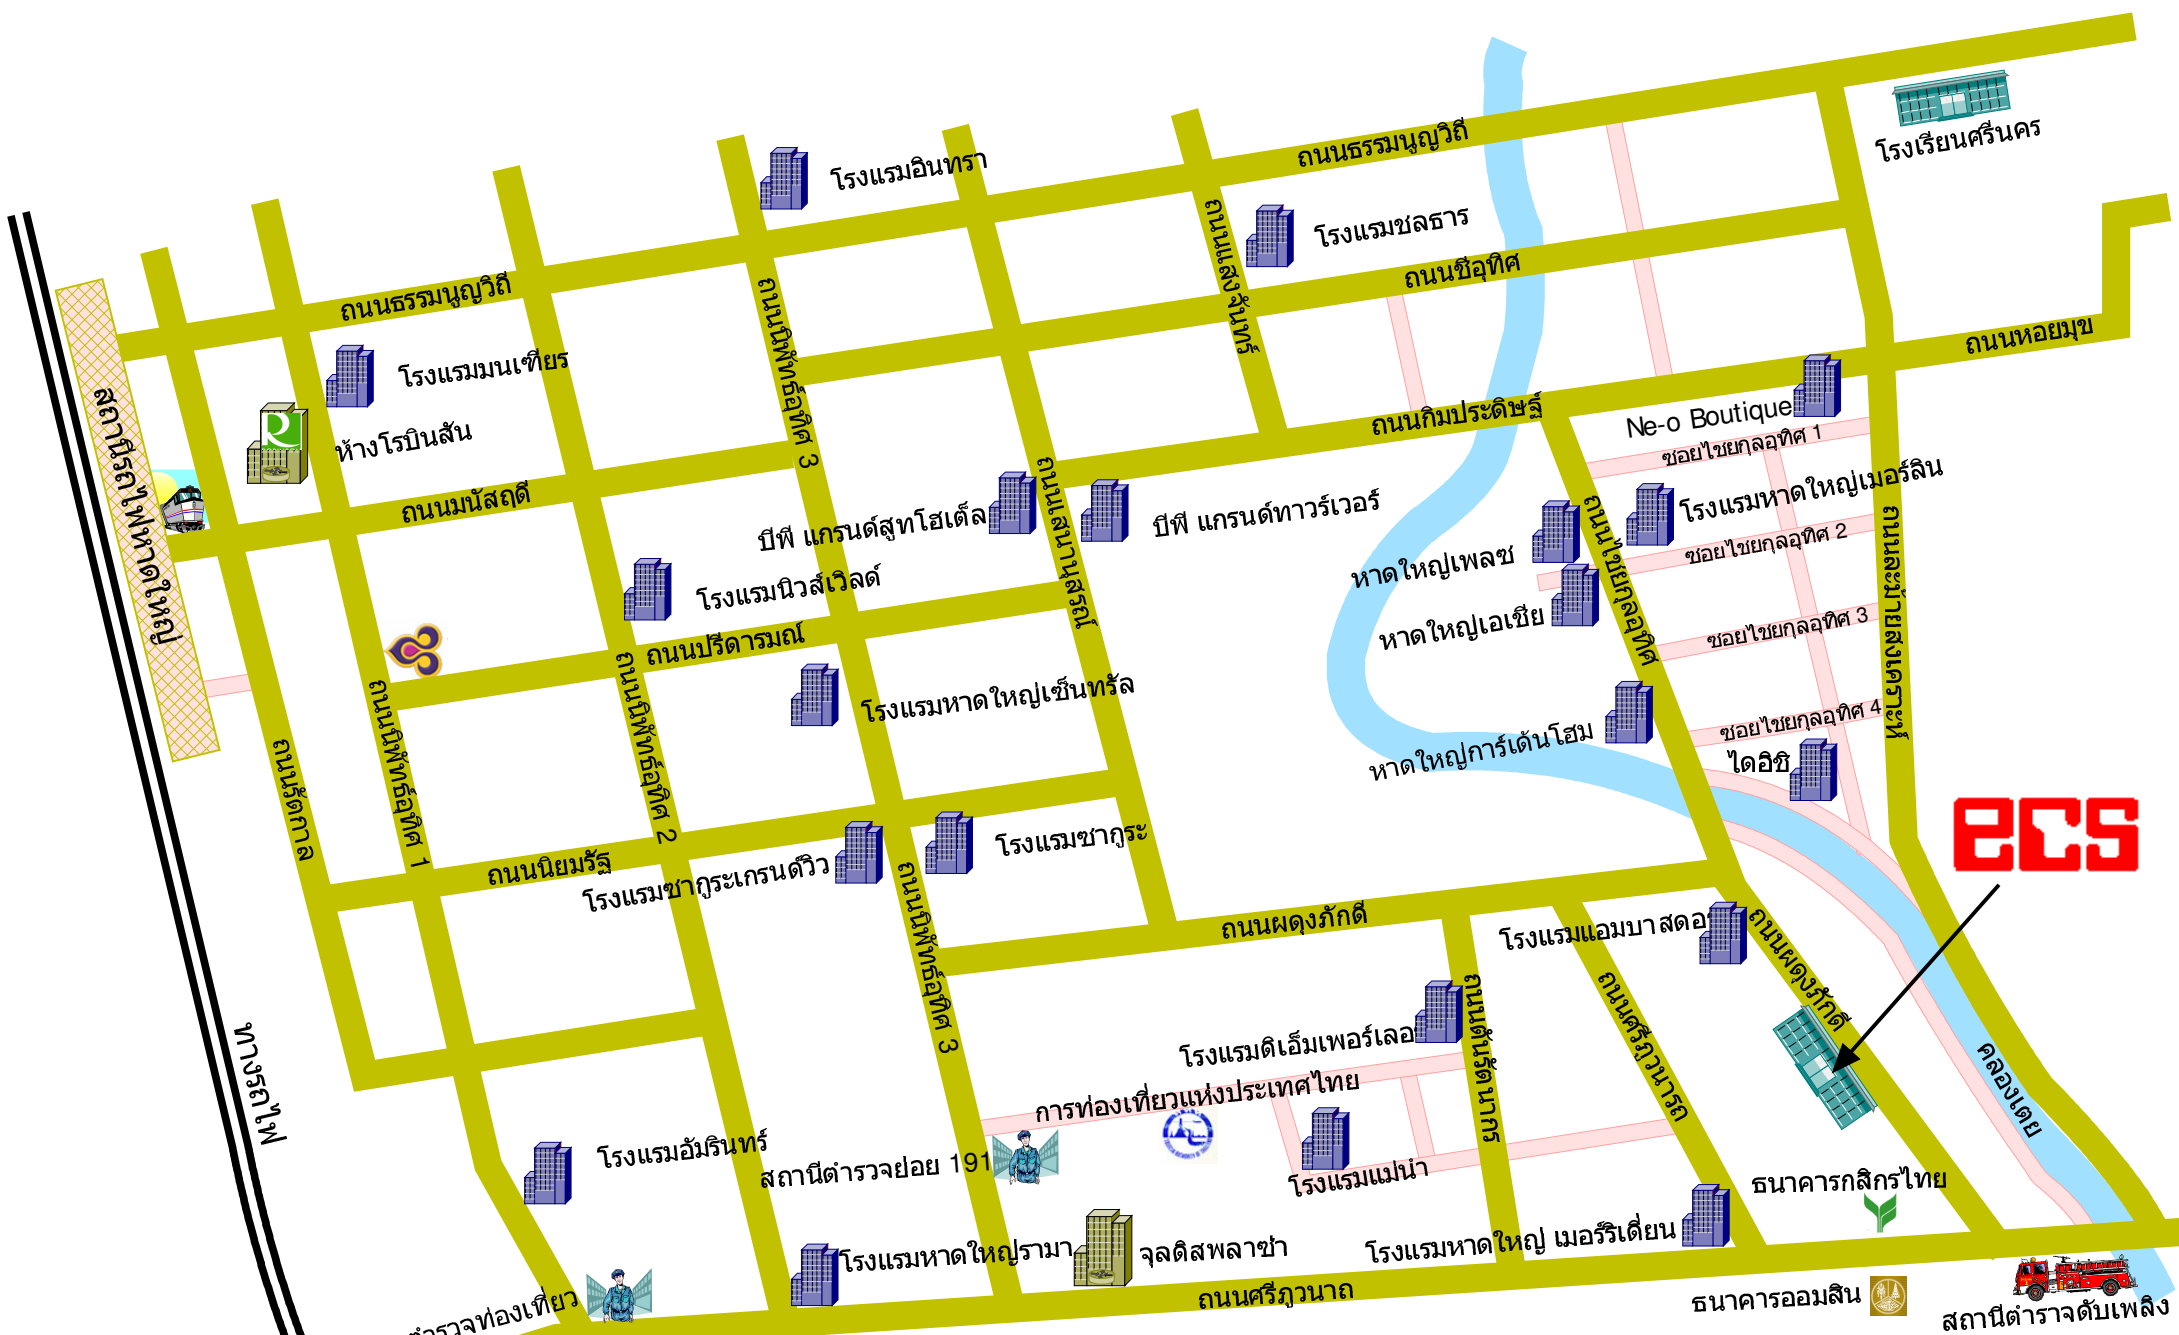 โรงเรียนศรีนคร
ถนนธรรมนูญวิถี
โรงแรมอินทรา
โรงแรมชลธาร
ถนนแสงจันทร์
ถนนชีอุทิศ
ถนนธรรมนูญวิถี
ถนนหอยมุข
โรงแรมมนเฑียร
ถนนนิพัทธ์อุทิศ 3
ห้างโรบินสัน
สถานีรถไฟหาดใหญ่
ถนนกิมประดิษฐ์
Ne-o Boutique
ซอยไชยกุลอุทิศ 1
โรงแรมหาดใหญ่เมอร์ลิน
ถนนมนัสฤดี
บีพี แกรนด์สูทโฮเต็ล
ถนนเสนานุสรณ์
บีพี แกรนด์ทาวร์เวอร์
หาดใหญ่เพลซ
ถนนไชยกุลอุทิศ
ซอยไชยกุลอุทิศ 2
ถนนละม้ายสงเคราะห์
โรงแรมนิวส์เวิลด์
หาดใหญ่เอเชีย
ซอยไชยกุลอุทิศ 3
ถนนปรีดารมณ์
โรงแรมหาดใหญ่เซ็นทรัล
ถนนนิพัทธ์อุทิศ 1
ถนนนิพัทธ์อุทิศ 2
หาดใหญ่การ์เด้นโฮม
ซอยไชยกุลอุทิศ 4
ไดอิชิ
ถนนรัตกาล
ecs
โรงแรมซากุระ
ถนนนิยมรัฐ
โรงแรมซากูระเกรนด์วิว
ถนนนิพัทธ์อุทิศ 3
ถนนผดุงภักดี
โรงแรมแอมบาสดอ
ถนนผดุงภักดี
ถนนต้นรัตนากร
ถนนศรีภูวนารถ
โรงแรมดิเอ็มเพอร์เลอ
ทางรถไฟ
การท่องเที่ยวแห่งประเทศไทย
คลองเตย
โรงแรมอัมรินทร์
สถานีตำรวจย่อย 191
โรงแรมแม่นำ
ธนาคารกสิกรไทย
โรงแรมหาดใหญ่รามา
จุลดิสพลาซ่า
โรงแรมหาดใหญ่ เมอร์ริเดี่ยน
ตำรวจท่องเที่ยว
ถนนศรีภูวนาถ
ธนาคารออมสิน
สถานีตำราจดับเพลิง